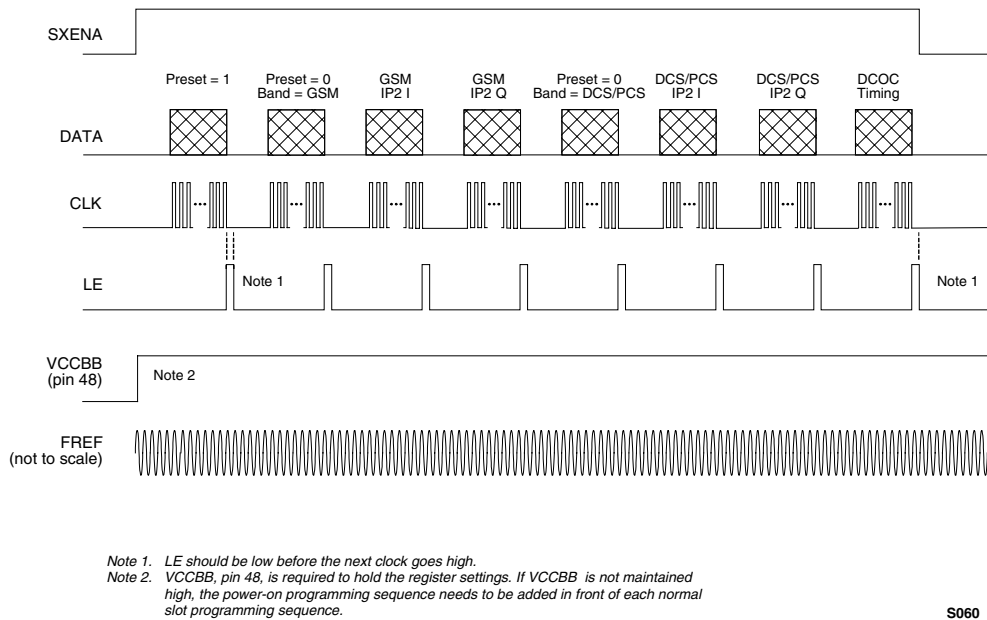 SXENA
Preset = 1
Preset = 0
Band = GSM
GSM
IP2 I
GSM
IP2 Q
Preset = 0
Band = DCS/PCS
DCS/PCS
IP2 I
DCS/PCS
IP2 Q
DCOC
Timing
DATA
CLK
LE
Note 1
Note 1
VCCBB
(pin 48)
Note 2
FREF
(not to scale)
Note 1. LE should be low before the next clock goes high.
Note 2. VCCBB, pin 48, is required to hold the register settings. If VCCBB is not maintained
high, the power-on programming sequence needs to be added in front of each normal
slot programming sequence.
S060